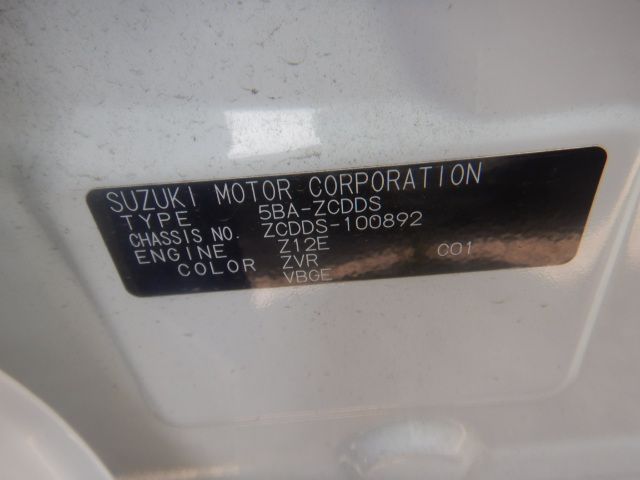 SUZUKI MOTOR CORPORATION
TYPE 5BA-ZCDDS
CHASSIS NO. ZCDDS-100892
ENGINE Z12E
COLOR ZVR C01
VBGE